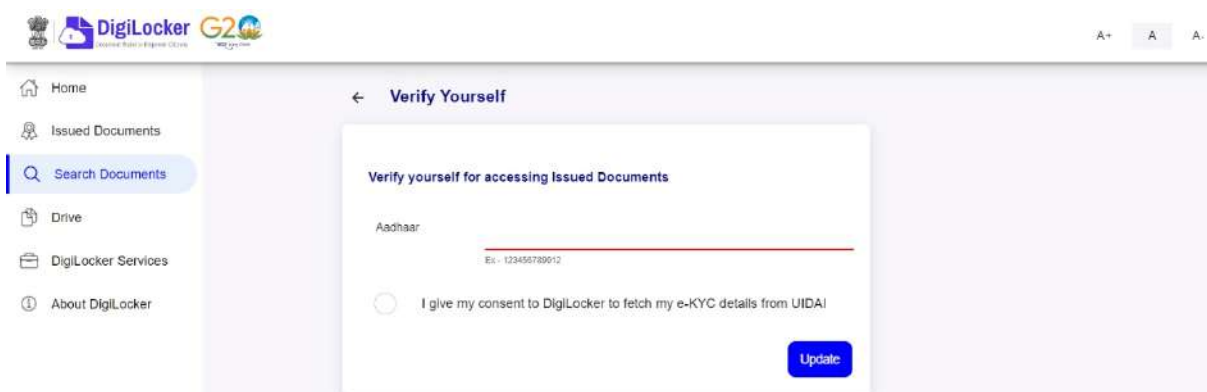 DigiLocker G20
A+ A A-
Home
Issued Documents
Search Documents
Drive
DigiLocker Services
About DigiLocker
← Verify Yourself
Verify yourself for accessing Issued Documents
Aadhaar
Ex - 123456789012
I give my consent to DigiLocker to fetch my e-KYC details from UIDAI
Update